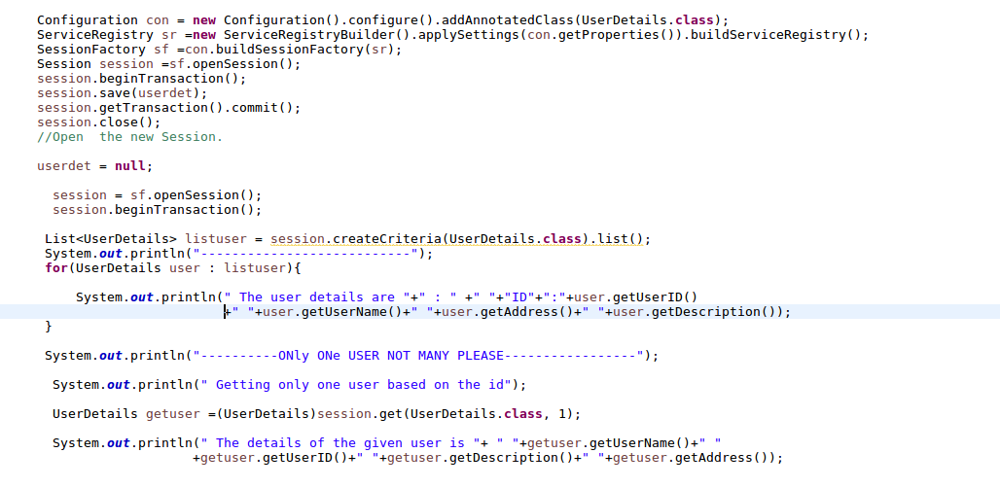 Configuration con = new Configuration().configure().addAnnotatedClass(UserDetails.class);
ServiceRegistry sr =new ServiceRegistryBuilder().applySettings(con.getProperties()).buildServiceRegistry();
SessionFactory sf =con.buildSessionFactory(sr);
Session session =sf.openSession();
session.beginTransaction();
session.save(userdet);
session.getTransaction().commit();
session.close();
//Open  the new Session.
userdet = null;
session = sf.openSession();
session.beginTransaction();
List<UserDetails> listuser = session.createCriteria(UserDetails.class).list();
System.out.println("---------------------------");
for(UserDetails user : listuser){
System.out.println(" The user details are "+" : " +" "+"ID"+":"+user.getUserID()
+" "+user.getUserName()+" "+user.getAddress()+" "+user.getDescription());
}
System.out.println("----------ONly ONe USER NOT MANY PLEASE-----------------");
System.out.println(" Getting only one user based on the id");
UserDetails getuser =(UserDetails)session.get(UserDetails.class, 1);
System.out.println(" The details of the given user is "+ " "+getuser.getUserName()+" "
+getuser.getUserID()+" "+getuser.getDescription()+" "+getuser.getAddress());